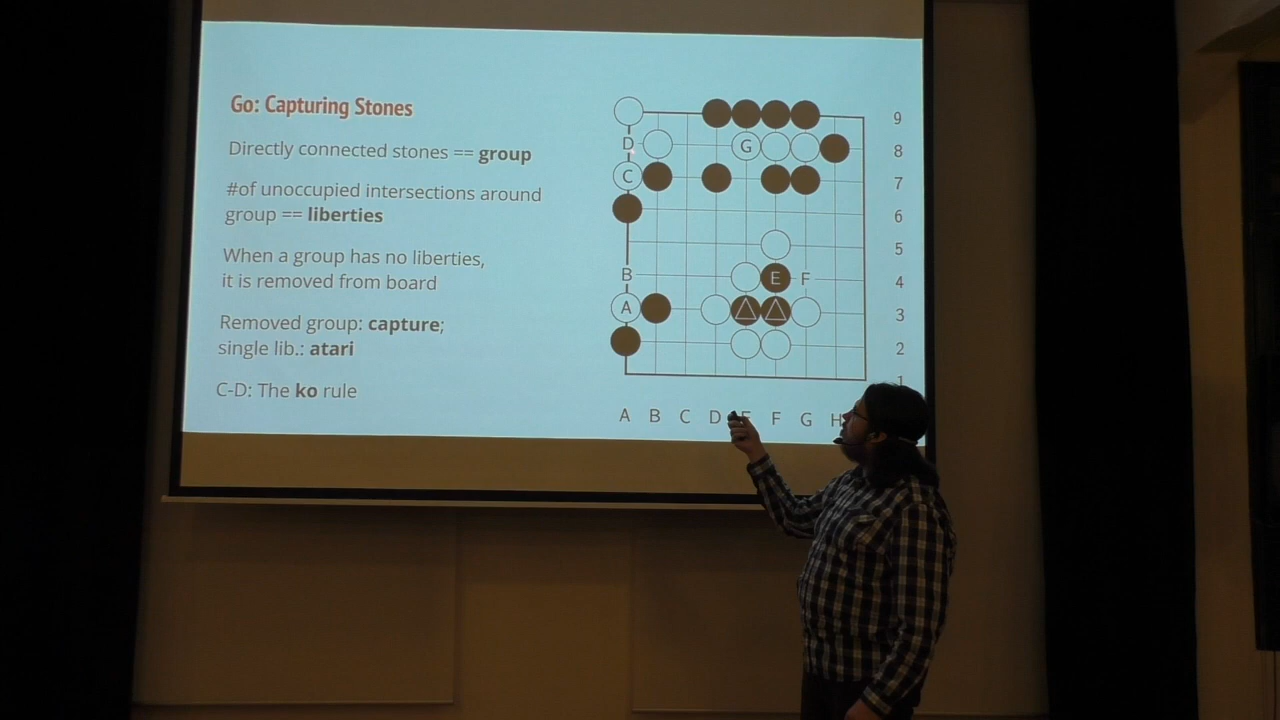 Go: Capturing Stones
Directly connected stones == group
#of unoccupied intersections around
group == liberties
When a group has no liberties,
it is removed from board
Removed group: capture;
single lib.: atari
C-D: The ko rule
9
D G 8
C 7
6
5
B E F 4
A 3
2
1
A B C D E F G H